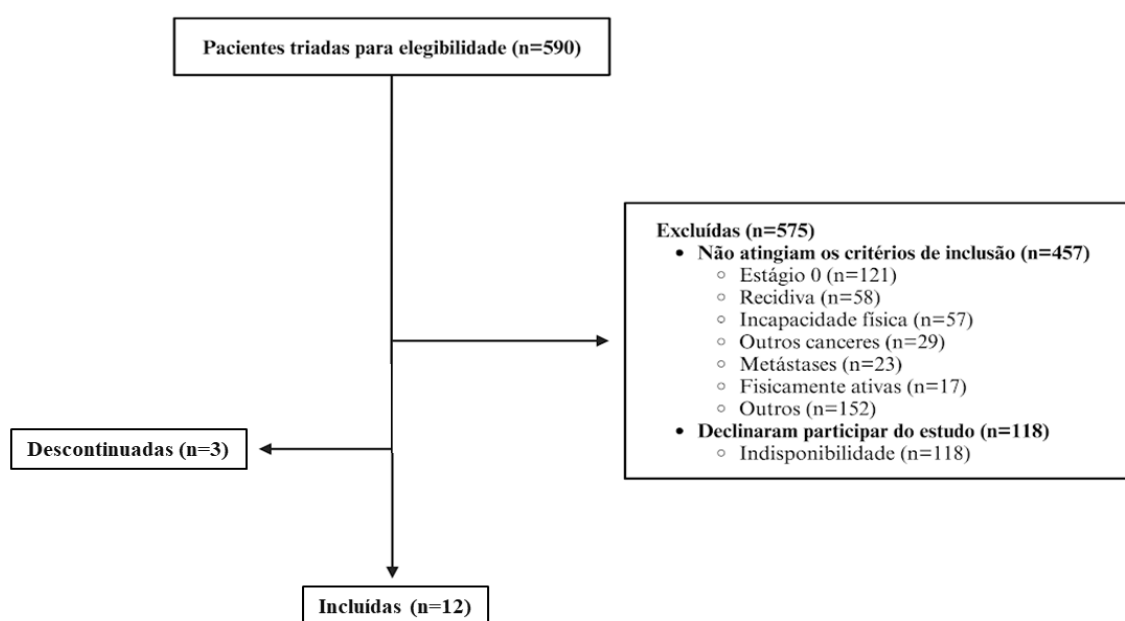 Pacientes triadas para elegibilidade (n=590)
Excluídas (n=575)
• Não atingiam os critérios de inclusão (n=457)
○ Estágio 0 (n=121)
○ Recidiva (n=58)
○ Incapacidade física (n=57)
○ Outros canceres (n=29)
○ Metástases (n=23)
○ Fisicamente ativas (n=17)
○ Outros (n=152)
• Declinaram participar do estudo (n=118)
○ Indisponibilidade (n=118)
Descontinuadas (n=3)
Incluídas (n=12)